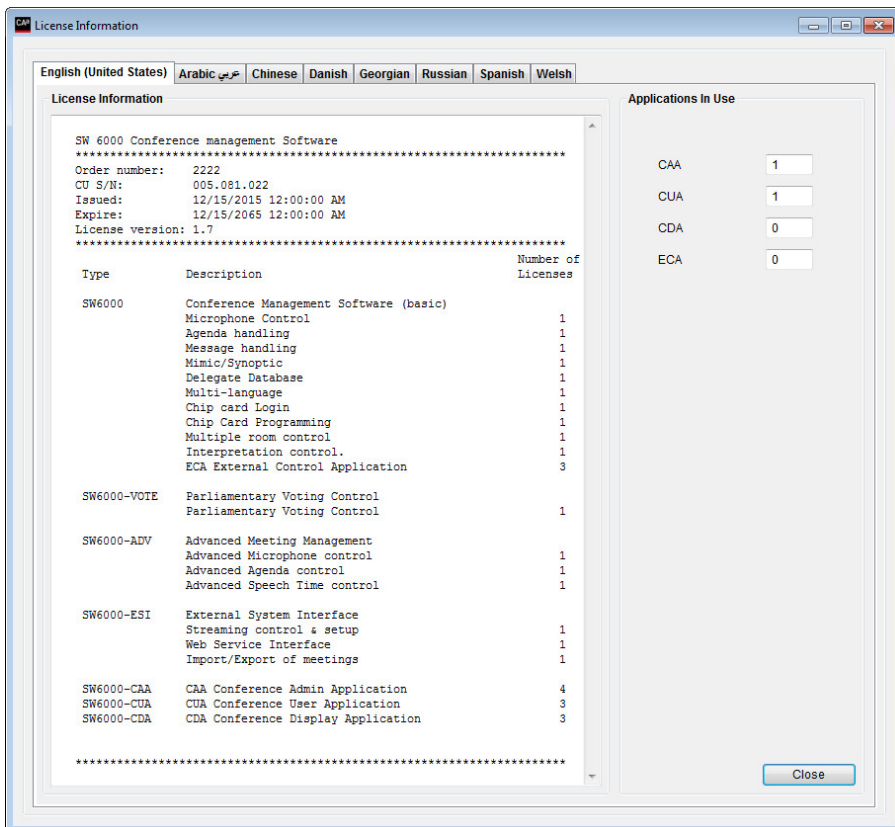 CAA License Information
English (United States) Arabic عربي Chinese Danish Georgian Russian Spanish Welsh
License Information
SW 6000 Conference management Software
**********************************************************************
Order number: 2222
CU S/N: 005.081.022
Issued: 12/15/2015 12:00:00 AM
Expire: 12/15/2065 12:00:00 AM
License version: 1.7
**********************************************************************
Number of
Type Description Licenses
SW6000 Conference Management Software (basic)
Microphone Control 1
Agenda handling 1
Message handling 1
Mimic/Synoptic 1
Delegate Database 1
Multi-language 1
Chip card Login 1
Chip Card Programming 1
Multiple room control 1
Interpretation control. 1
ECA External Control Application 3
SW6000-VOTE Parliamentary Voting Control
Parliamentary Voting Control 1
SW6000-ADV Advanced Meeting Management
Advanced Microphone control 1
Advanced Agenda control 1
Advanced Speech Time control 1
SW6000-ESI External System Interface
Streaming control & setup 1
Web Service Interface 1
Import/Export of meetings 1
SW6000-CAA CAA Conference Admin Application 4
SW6000-CUA CUA Conference User Application 3
SW6000-CDA CDA Conference Display Application 3
**********************************************************************
Applications In Use
CAA 1
CUA 1
CDA 0
ECA 0
Close